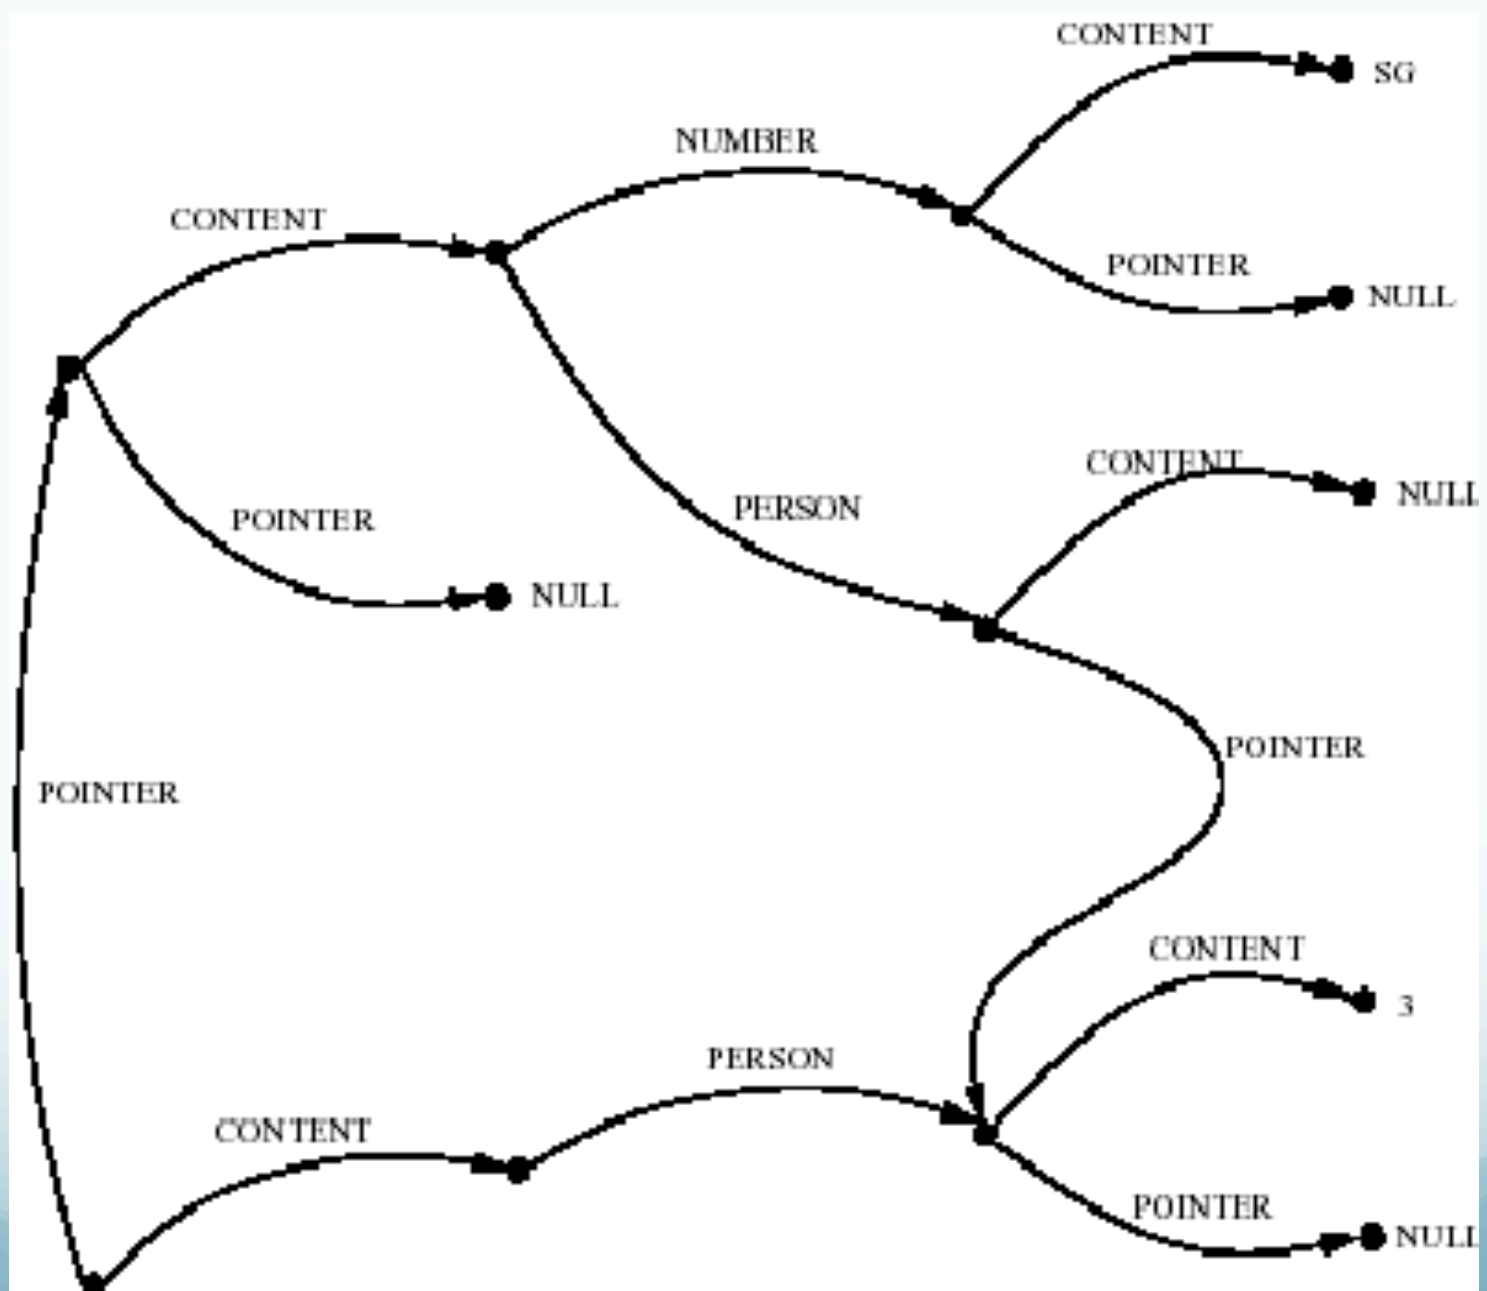 CONTENT
SG
NUMBER
CONTENT
POINTER
NULL
CONTENT
NULL
PERSON
POINTER
NULL
POINTER
POINTER
CONTENT
3
PERSON
CONTENT
POINTER
NULL